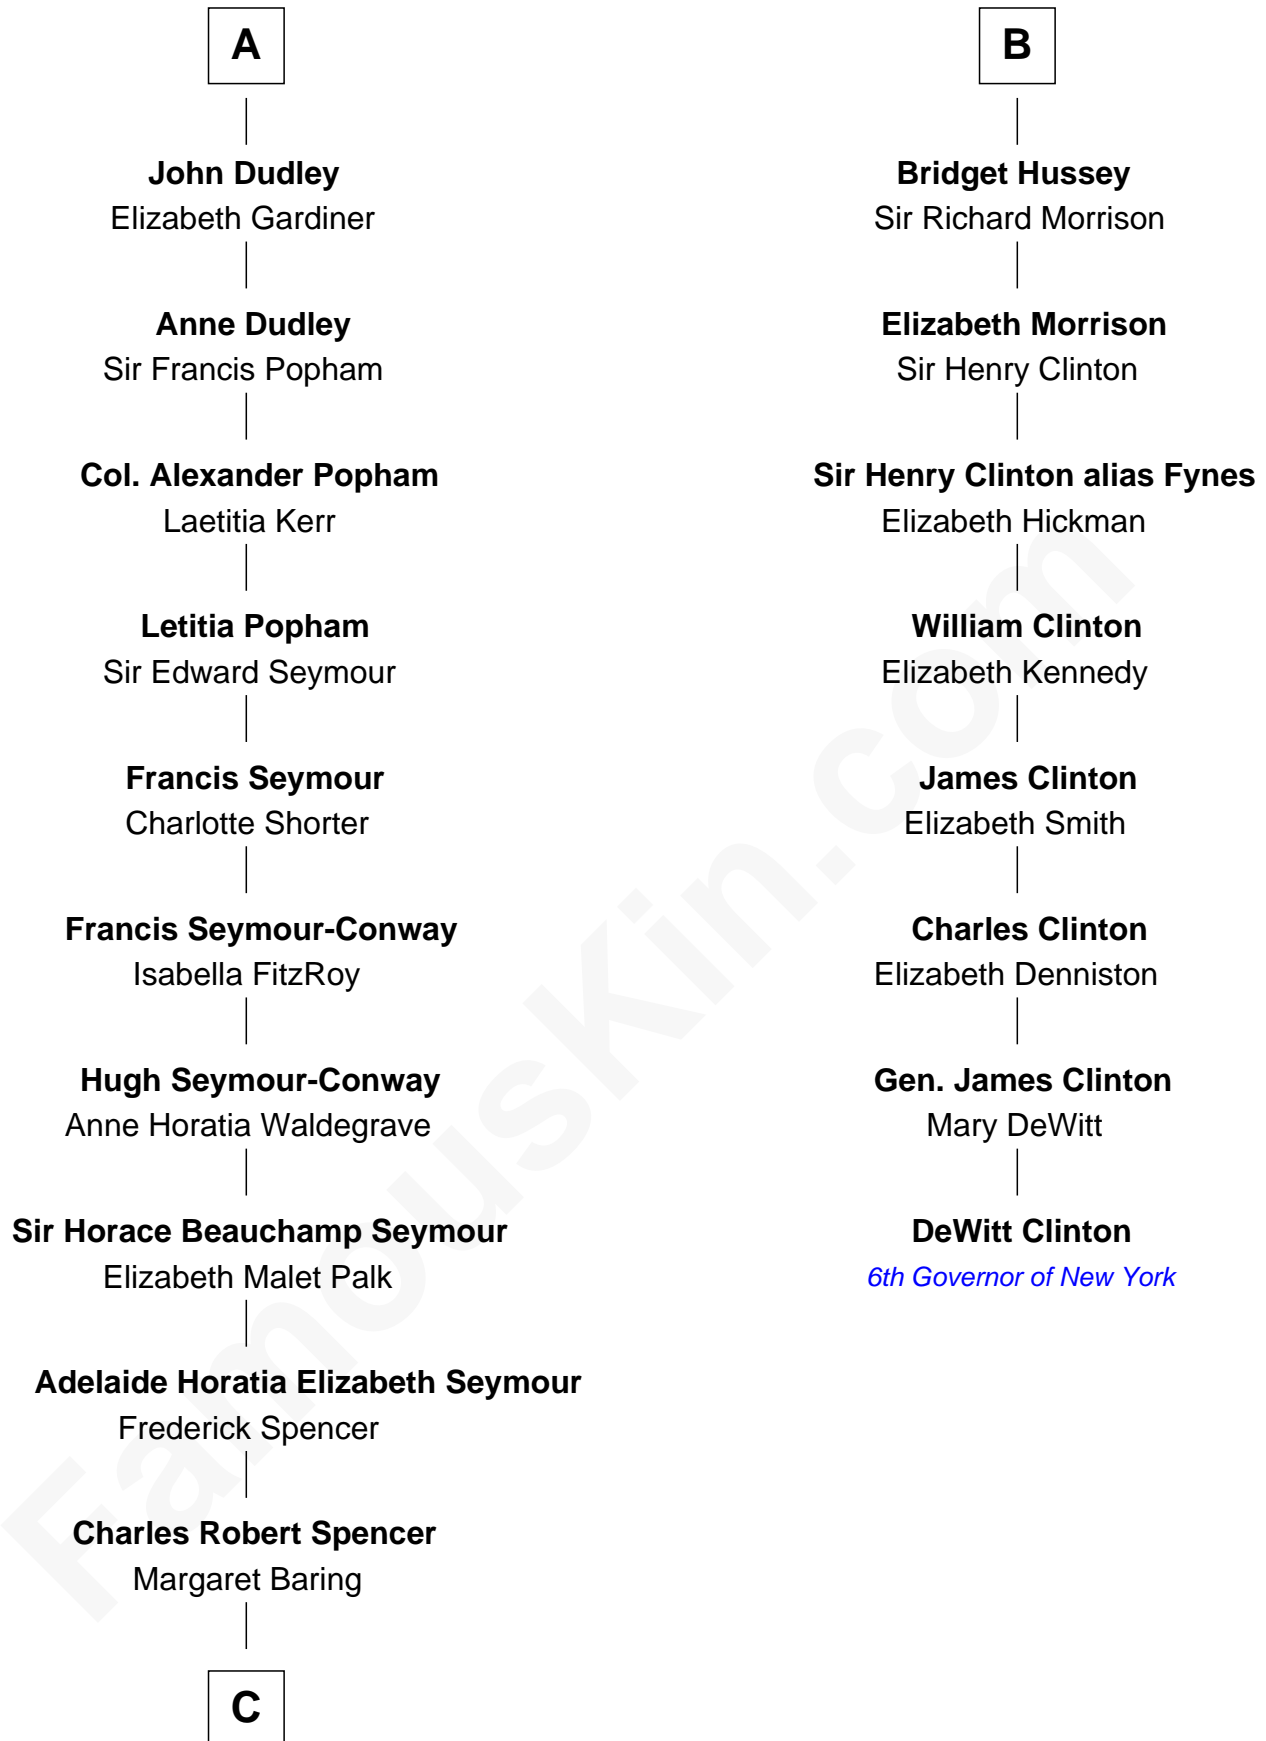 A
John Dudley
Elizabeth Gardiner
Anne Dudley
Sir Francis Popham
Col. Alexander Popham
Laetitia Kerr
Letitia Popham
Sir Edward Seymour
Francis Seymour
Charlotte Shorter
Francis Seymour-Conway
Isabella FitzRoy
Hugh Seymour-Conway
Anne Horatia Waldegrave
Sir Horace Beauchamp Seymour
Elizabeth Malet Palk
Adelaide Horatia Elizabeth Seymour
Frederick Spencer
Charles Robert Spencer
Margaret Baring
C
B
Bridget Hussey
Sir Richard Morrison
Elizabeth Morrison
Sir Henry Clinton
Sir Henry Clinton alias Fynes
Elizabeth Hickman
William Clinton
Elizabeth Kennedy
James Clinton
Elizabeth Smith
Charles Clinton
Elizabeth Denniston
Gen. James Clinton
Mary DeWitt
DeWitt Clinton
6th Governor of New York
FamousKin.com